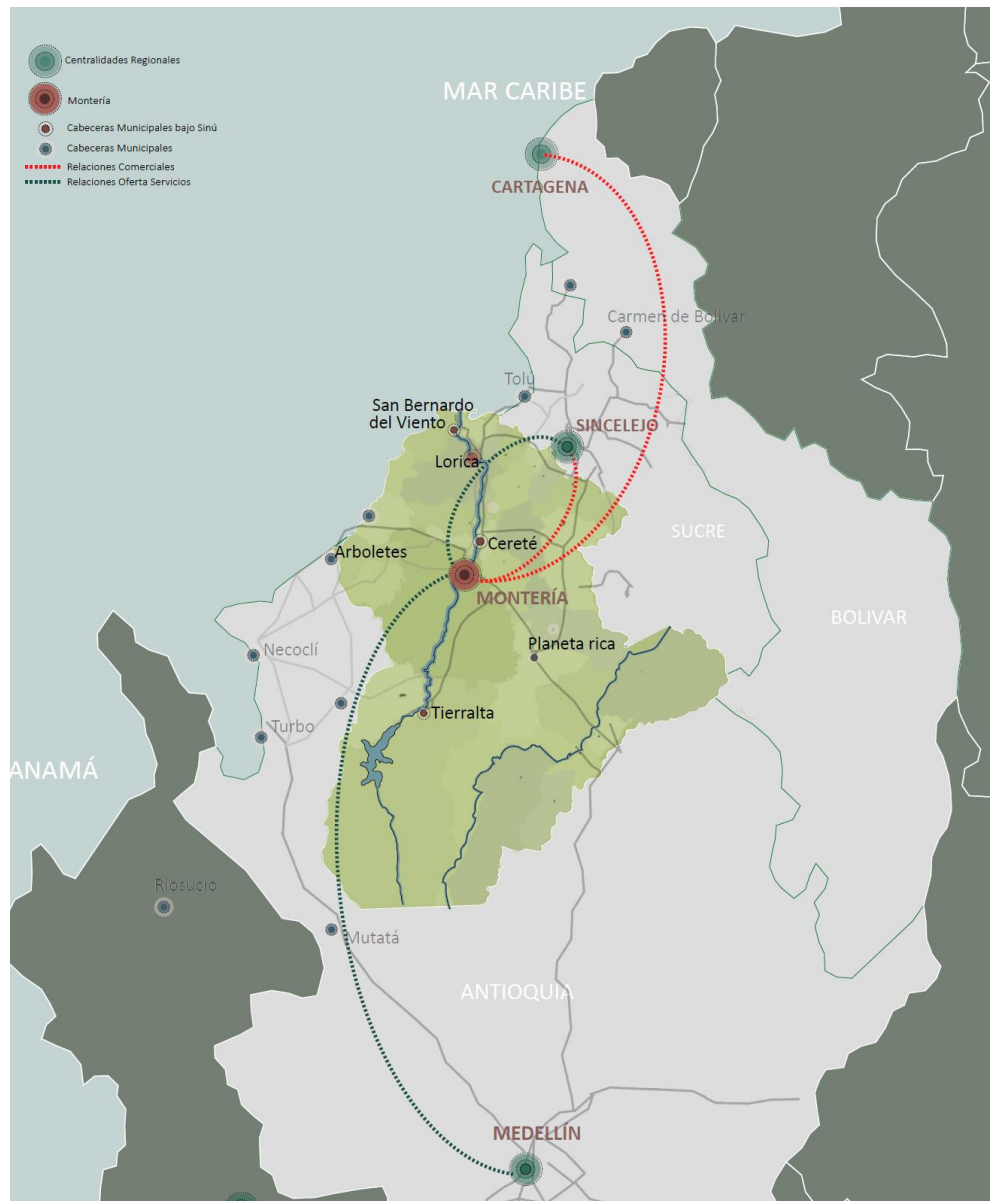 Centralidades Regionales
Montería
Cabeceras Municipales bajo Sinú
Cabeceras Municipales
Relaciones Comerciales
Relaciones Oferta Servicios
MAR CARIBE
CARTAGENA
Carmen de Bolívar
Tolú
San Bernardo
del Viento
SINCELEJO
Lorica
SUCRE
Cereté
Arboletes
MONTERÍA
BOLIVAR
Planeta rica
Necoclí
Tierralta
Turbo
ANAMÁ
Riosucio
Mutatá
ANTIOQUIA
MEDELLÍN